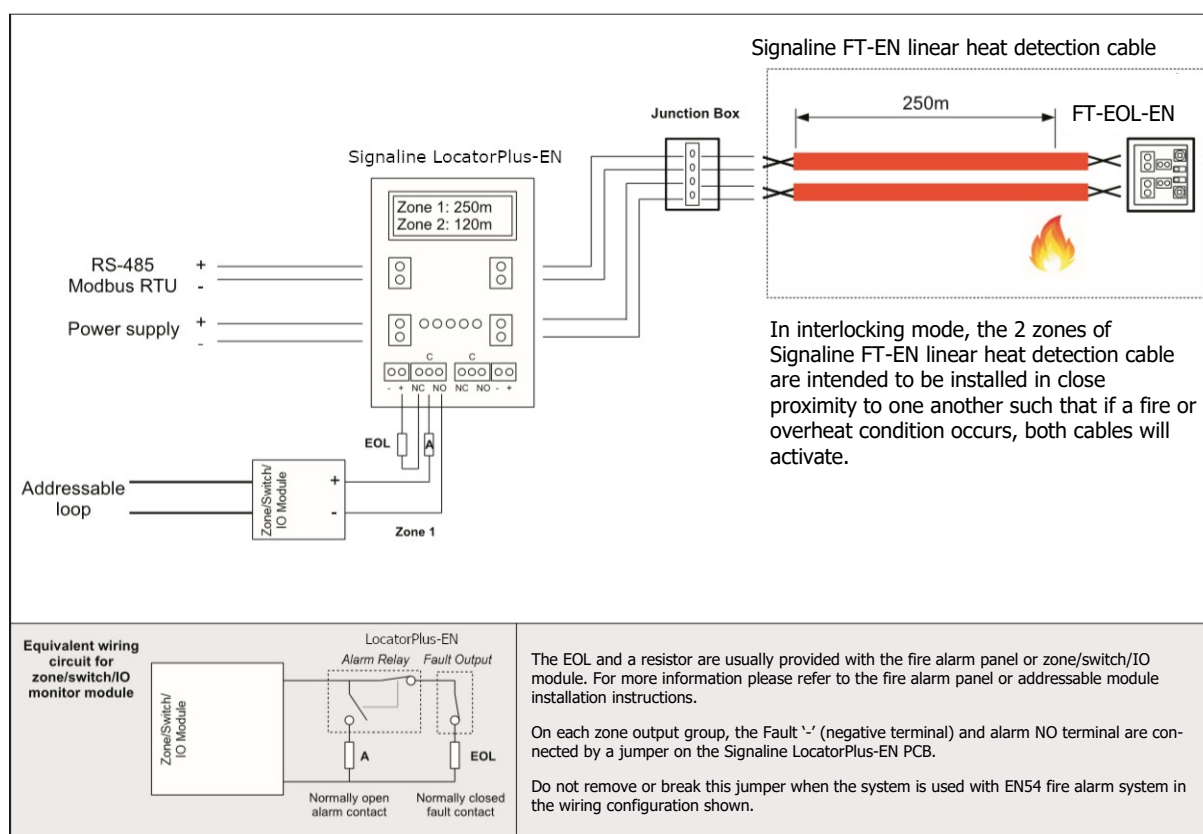 Signaline FT-EN linear heat detection cable
250m
FT-EOL-EN
Junction Box
Signaline LocatorPlus-EN
Zone 1: 250m
Zone 2: 120m
RS-485
Modbus RTU
+
-
Power supply
+
-
C
C
- + NC NO NC NO - +
EOL
A
Addressable
loop
Zone/Switch/
IO Module
+
-
Zone 1
In interlocking mode, the 2 zones of
Signaline FT-EN linear heat detection cable
are intended to be installed in close
proximity to one another such that if a fire or
overheat condition occurs, both cables will
activate.
Equivalent wiring
circuit for
zone/switch/IO
monitor module
Zone/Switch/
IO Module
LocatorPlus-EN
Alarm Relay Fault Output
A
EOL
Normally open
alarm contact
Normally closed
fault contact
The EOL and a resistor are usually provided with the fire alarm panel or zone/switch/IO
module. For more information please refer to the fire alarm panel or addressable module
installation instructions.
On each zone output group, the Fault ‘-’ (negative terminal) and alarm NO terminal are con-
nected by a jumper on the Signaline LocatorPlus-EN PCB.
Do not remove or break this jumper when the system is used with EN54 fire alarm system in
the wiring configuration shown.